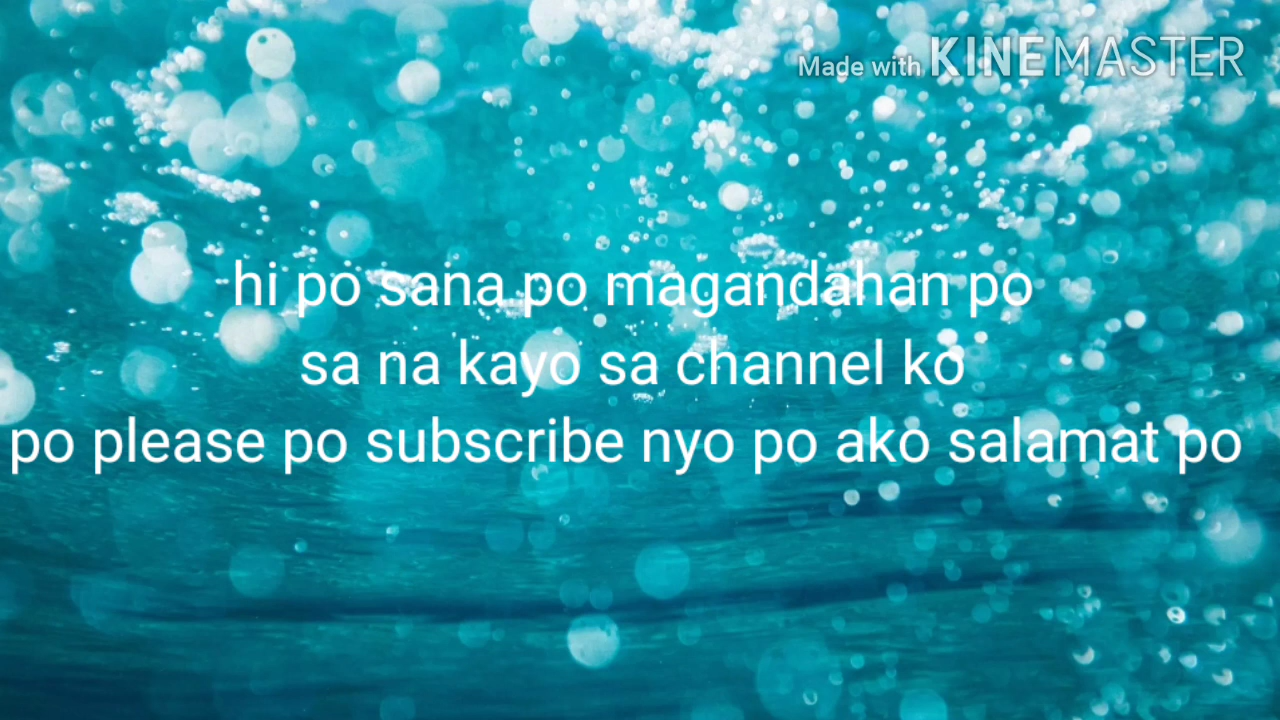 Made with KINEMASTER
hi po sana po magandahan po
sa na kayo sa channel ko
po please po subscribe nyo po ako salamat po